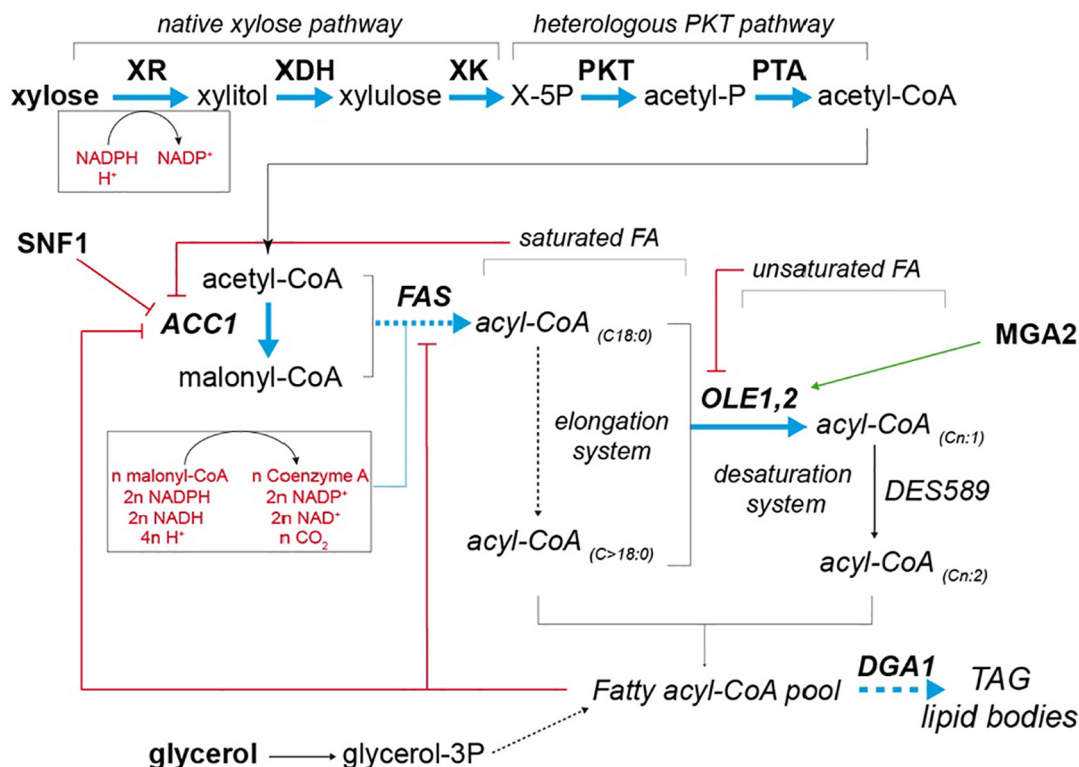 native xylose pathway
heterologous PKT pathway
XR XDH XK PKT PTA
xylose xylitol xylulose X-5P acetyl-P acetyl-CoA
NADPH NADP+
H+
SNF1
saturated FA
unsaturated FA
acetyl-CoA
FAS
ACC1
acyl-CoA (C18:0)
MGA2
malonyl-CoA
OLE1,2
elongation
system
acyl-CoA (Cn:1)
n malonyl-CoA n Coenzyme A
2n NADPH 2n NADP+
2n NADH 2n NAD+
4n H+ n CO2
desaturation
system
DES589
acyl-CoA (C>18:0)
acyl-CoA (Cn:2)
DGA1
Fatty acyl-CoA pool
TAG
lipid bodies
glycerol glycerol-3P